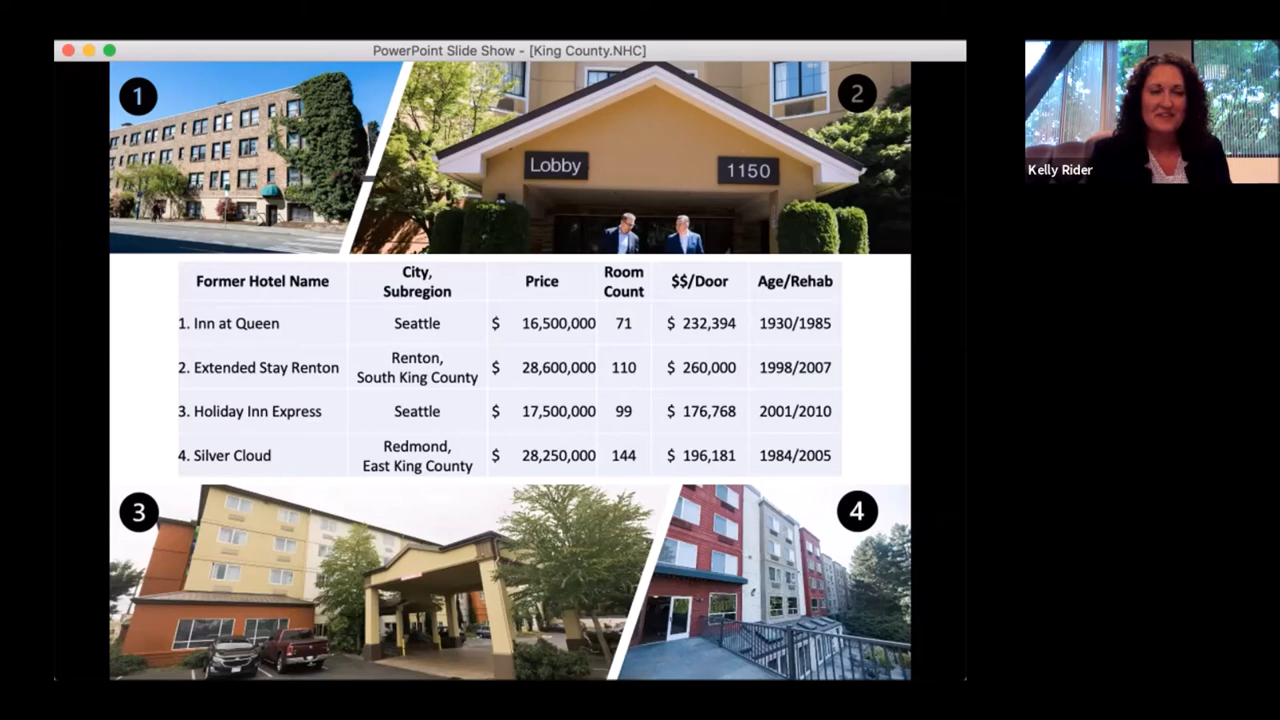 PowerPoint Slide Show - [King County.NHC]
1
2
Lobby
1150
Kelly Rider
Former Hotel Name
City,
Subregion
Price
Room
Count
$$/Door
Age/Rehab
1. Inn at Queen
Seattle
$ 16,500,000
71
$ 232,394
1930/1985
2. Extended Stay Renton
Renton,
South King County
$ 28,600,000
110
$ 260,000
1998/2007
3. Holiday Inn Express
Seattle
$ 17,500,000
99
$ 176,768
2001/2010
4. Silver Cloud
Redmond,
East King County
$ 28,250,000
144
$ 196,181
1984/2005
3
4